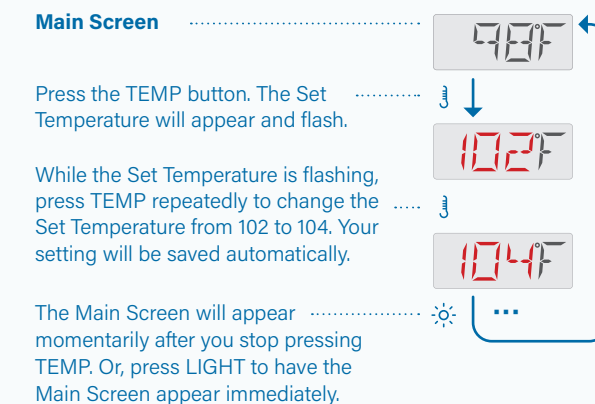 Main Screen
98°F
Press the TEMP button. The Set
Temperature will appear and flash.
102°F
While the Set Temperature is flashing,
press TEMP repeatedly to change the
Set Temperature from 102 to 104. Your
setting will be saved automatically.
104°F
The Main Screen will appear
momentarily after you stop pressing
TEMP. Or, press LIGHT to have the
Main Screen appear immediately.
...